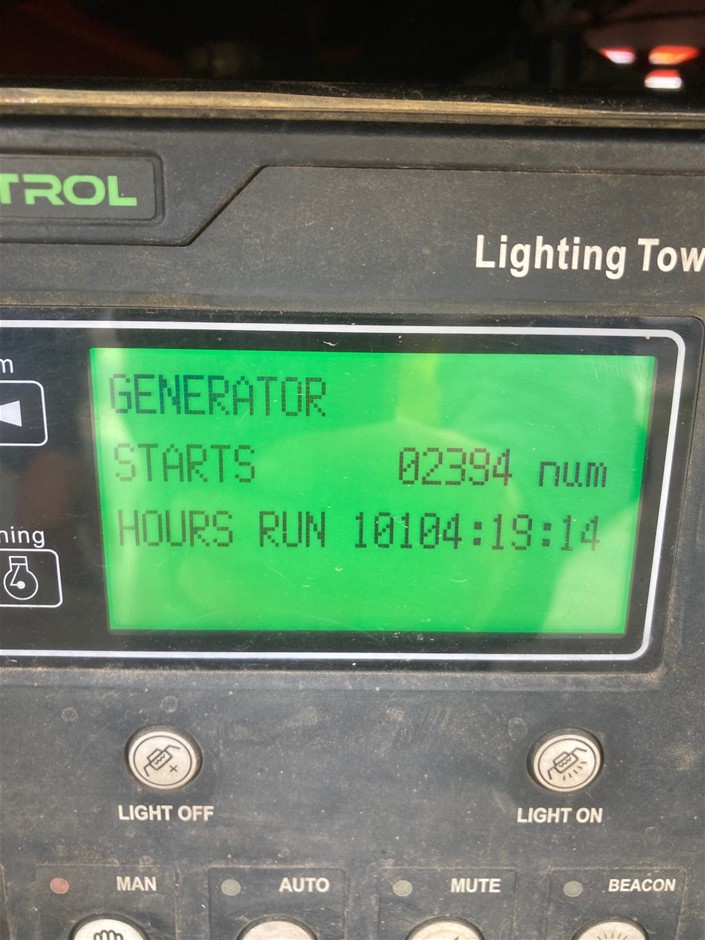 TROL
Lighting Tow
m
GENERATOR
STARTS 02394 num
HOURS RUN 10104:19:14
ning
LIGHT OFF
LIGHT ON
MAN
AUTO
MUTE
BEACON